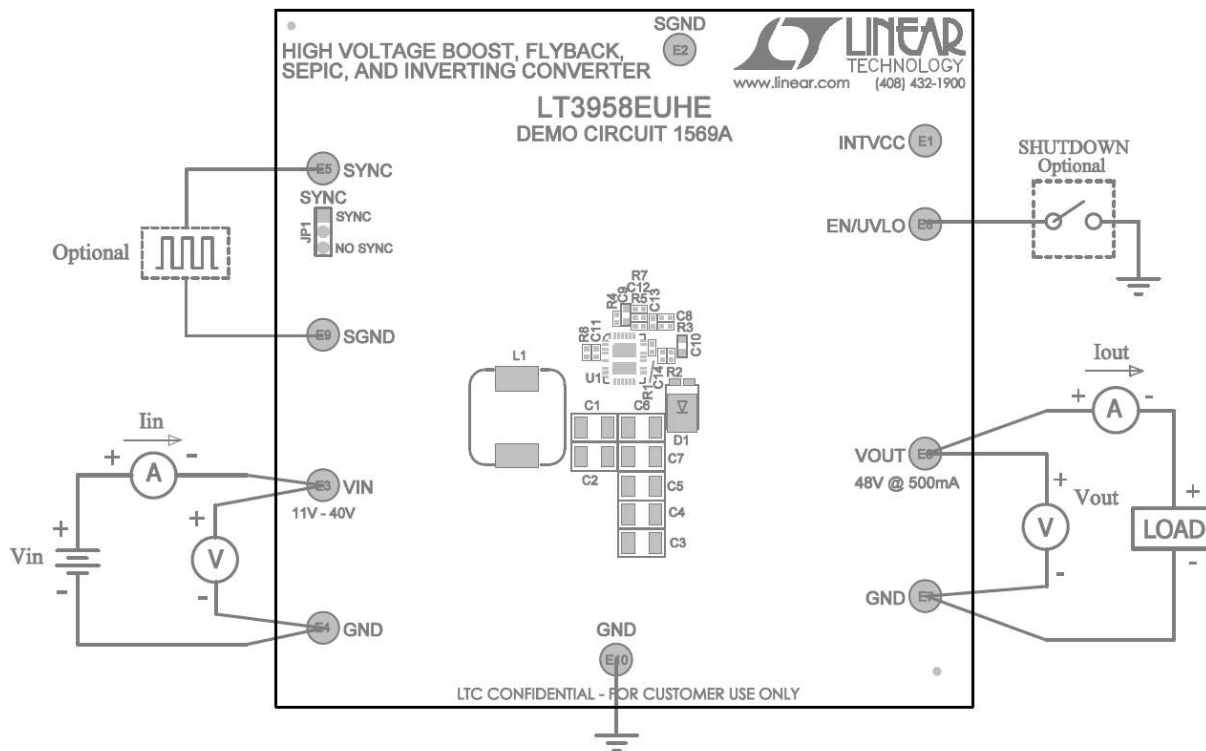 SGND
E2
LINEAR
TECHNOLOGY
www.linear.com (408) 432-1900
HIGH VOLTAGE BOOST, FLYBACK,
SEPIC, AND INVERTING CONVERTER
LT3958EUHE
DEMO CIRCUIT 1569A
INTVCC
E1
SHUTDOWN
Optional
E5
SYNC
SYNC
SYNC
JP1
NO SYNC
EN/UVLO
Optional
E9
SGND
R7
C12
R5
R4
C9
C13
C8
R3
C10
R8
C11
U1
R1
C14
R2
L1
C1
C6
D1
C2
C7
C5
C4
C3
Iin
+
A
-
E3
VIN
11V - 40V
+
Vin
-
+
V
-
E4
GND
Iout
+
A
-
VOUT
48V @ 500mA
+
Vout
V
-
+
LOAD
-
GND
E7
GND
E10
LTC CONFIDENTIAL - FOR CUSTOMER USE ONLY